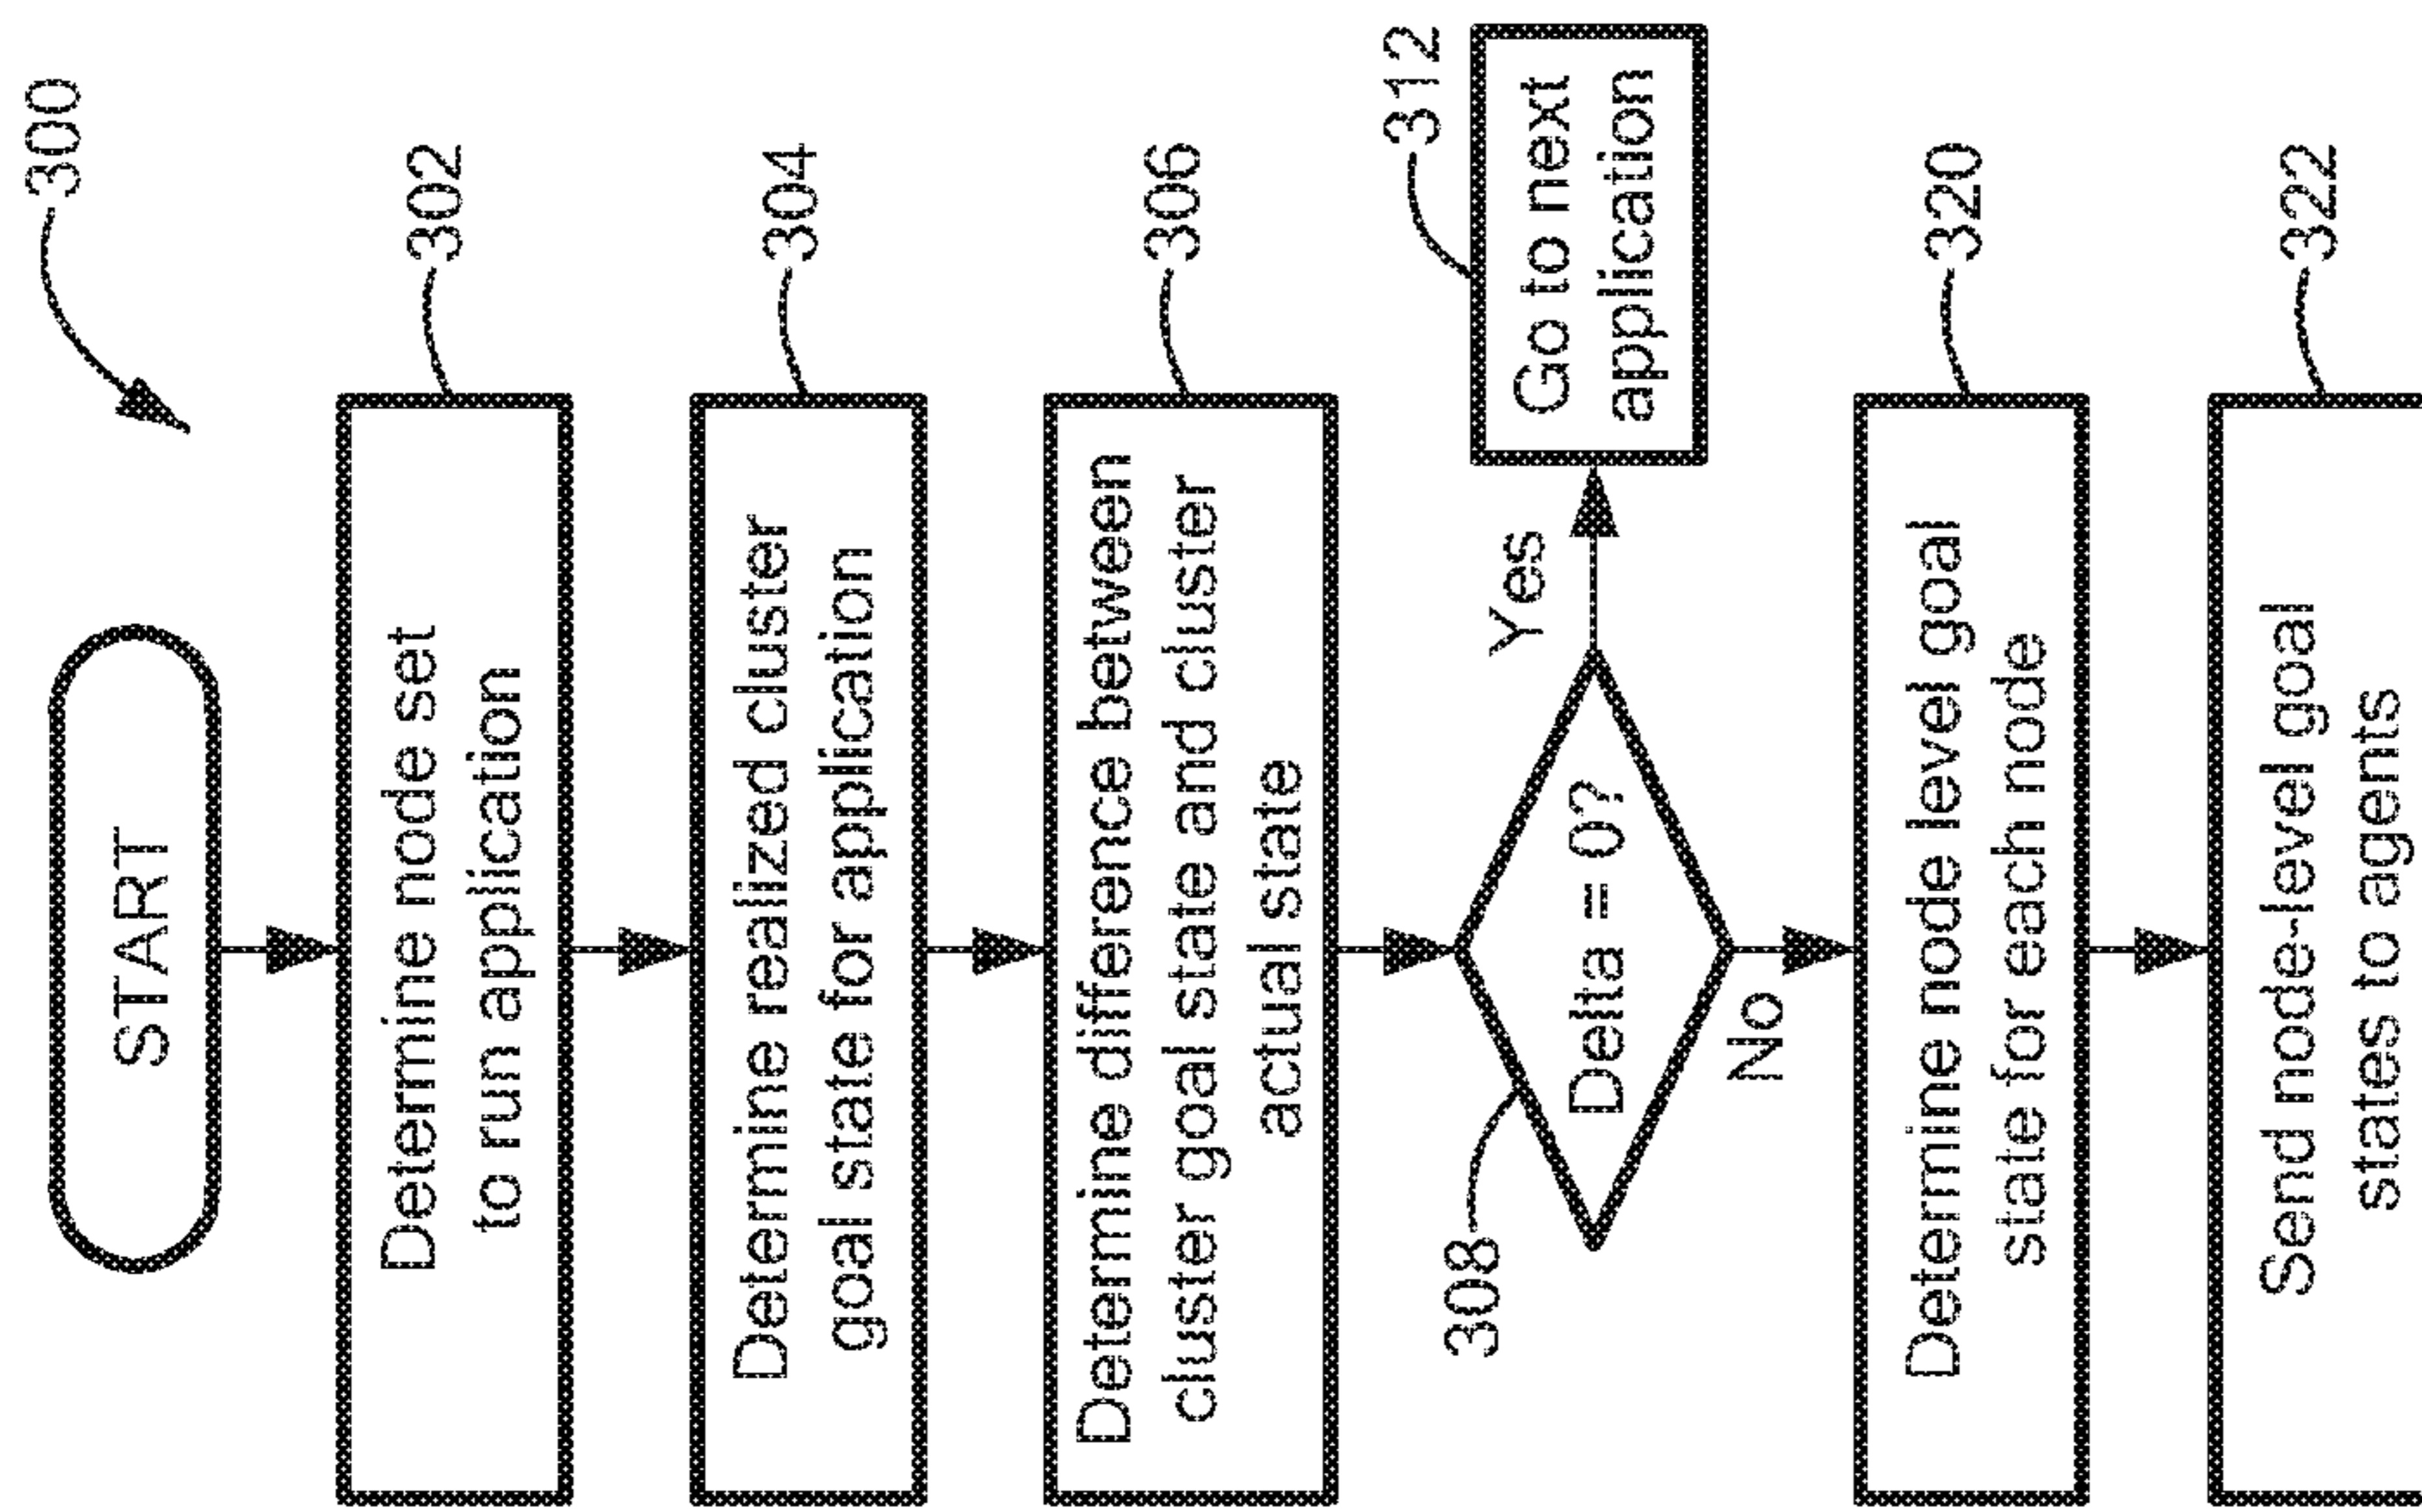 300
START
Determine node set
to run application
302
Determine realized cluster
goal state for application
304
Determine difference between
cluster goal state and cluster
actual state
306
308
Delta = 0?
Yes
Go to next
application
312
No
Determine node level goal
state for each node
320
Send node-level goal
states to agents
322